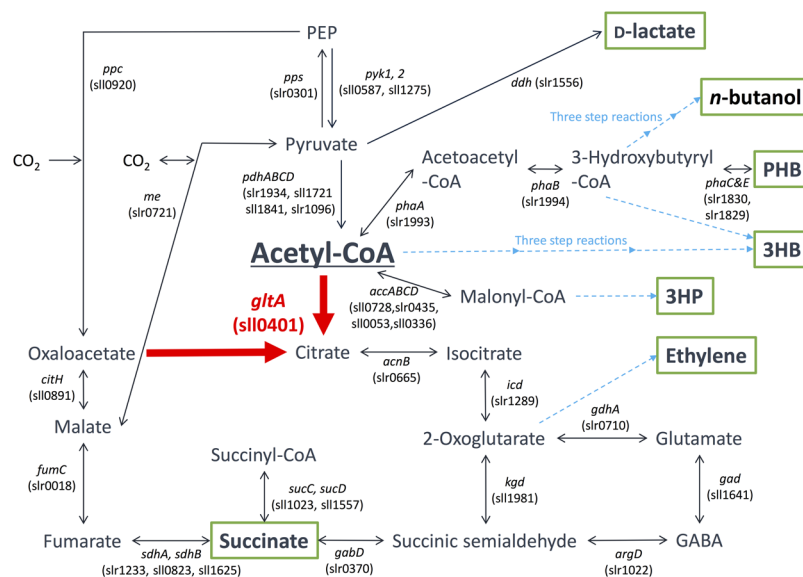 PEP
D-lactate
ppc
(sll0920)
pps
(slr0301)
pyk1, 2
(sll0587, sll1275)
ddh (slr1556)
n-butanol
Three step reactions
CO2
CO2
Pyruvate
Acetoacetyl
-CoA
3-Hydroxybutyryl
-CoA
PHB
phaB
(slr1994)
phaC&E
(slr1830,
slr1829)
me
(slr0721)
pdhABCD
(slr1934, sll1721
sll1841, slr1096)
phaA
(slr1993)
Acetyl-CoA
Three step reactions
3HB
gltA
(sll0401)
accABCD
(sll0728,slr0435,
sll0053,sll0336)
Malonyl-CoA
3HP
Oxaloacetate
Citrate
acnB
(slr0665)
Isocitrate
Ethylene
citH
(sll0891)
icd
(slr1289)
gdhA
(slr0710)
Malate
2-Oxoglutarate
Glutamate
Succinyl-CoA
fumC
(slr0018)
sucC, sucD
(sll1023, sll1557)
kgd
(sll1981)
gad
(sll1641)
Fumarate
sdhA, sdhB
(slr1233, sll0823, sll1625)
Succinate
gabD
(slr0370)
Succinic semialdehyde
argD
(slr1022)
GABA